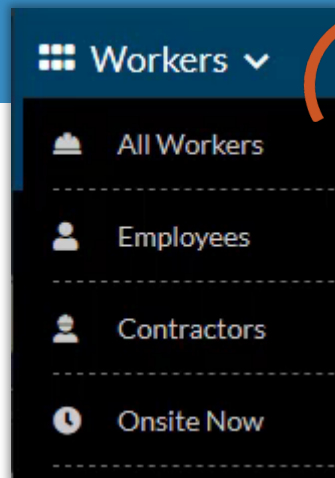 Workers
All Workers
Employees
Contractors
Onsite Now